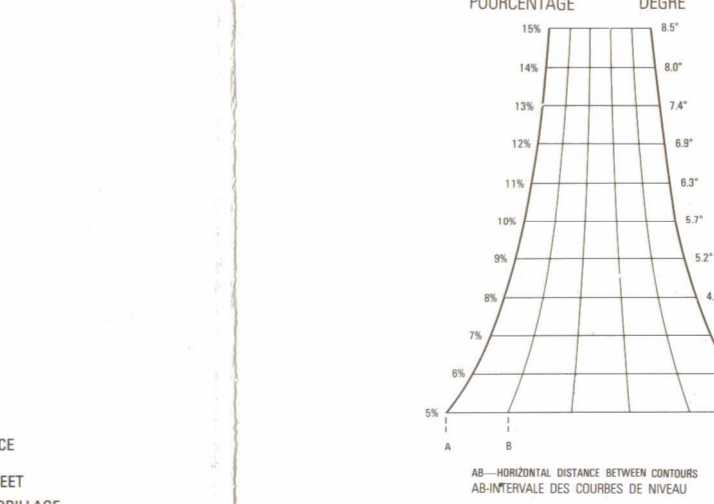 POURCENTAGE DEGRÉ
15% 8.5°
14% 8.0°
13% 7.4°
12% 6.9°
11% 6.3°
10% 5.7°
9% 5.2°
8% 4.
7%
6%
5%
A B
AB—HORIZONTAL DISTANCE BETWEEN CONTOURS
AB-INTERVALE DES COURBES DE NIVEAU
CE
EET